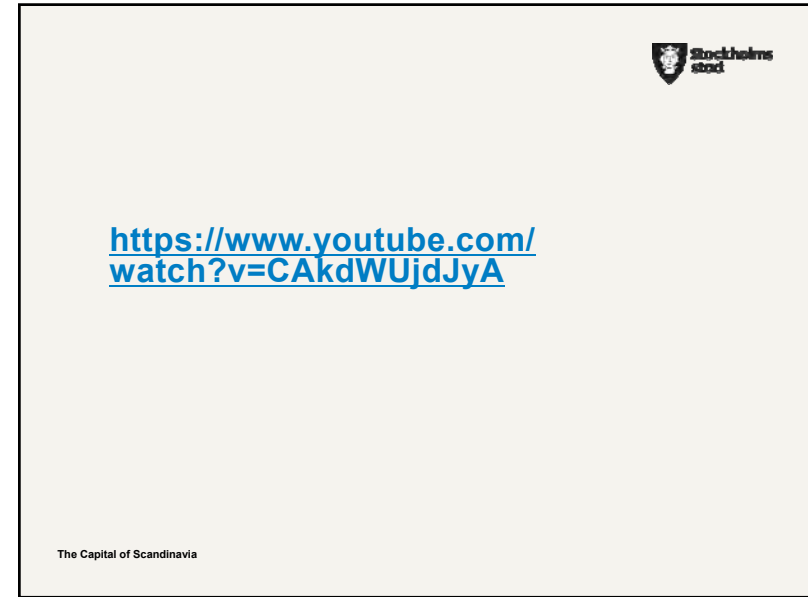 Stockholms
stad
https://www.youtube.com/
watch?v=CAkdWUjdJyA
The Capital of Scandinavia